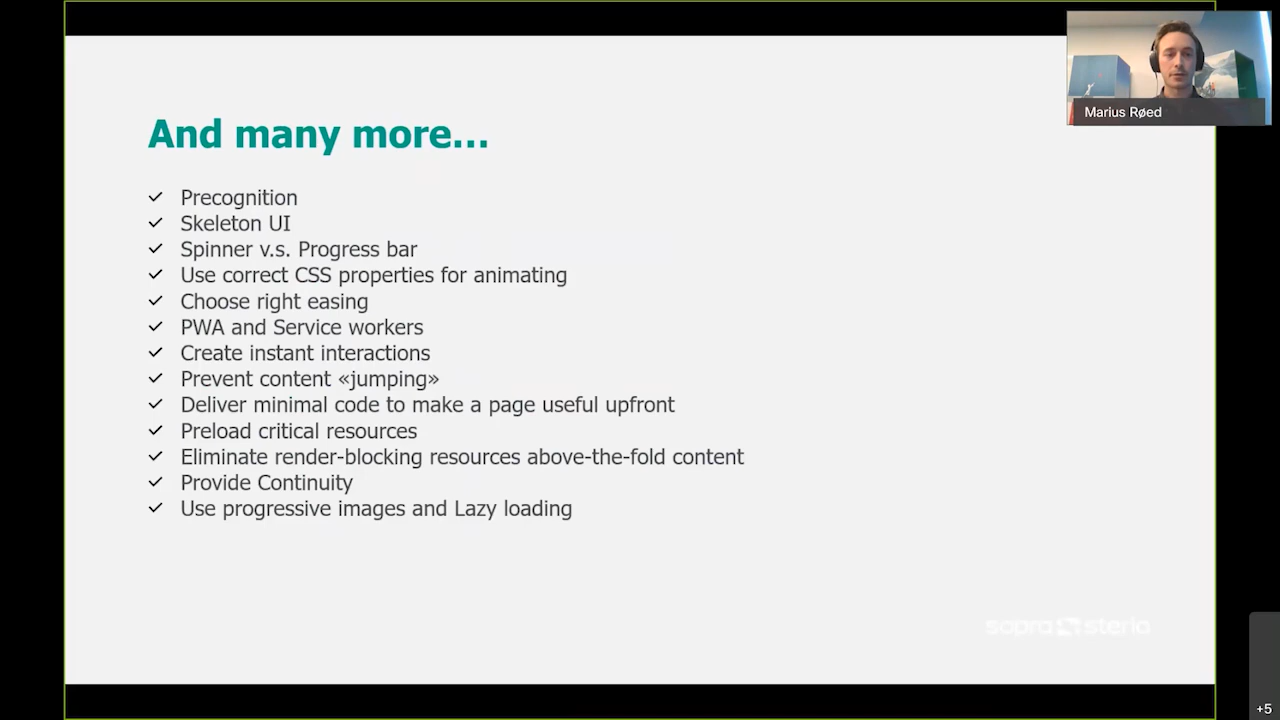 Marius Røed
And many more...
Precognition
Skeleton UI
Spinner v.s. Progress bar
Use correct CSS properties for animating
Choose right easing
PWA and Service workers
Create instant interactions
Prevent content «jumping»
Deliver minimal code to make a page useful upfront
Preload critical resources
Eliminate render-blocking resources above-the-fold content
Provide Continuity
Use progressive images and Lazy loading
sopra steria
+5